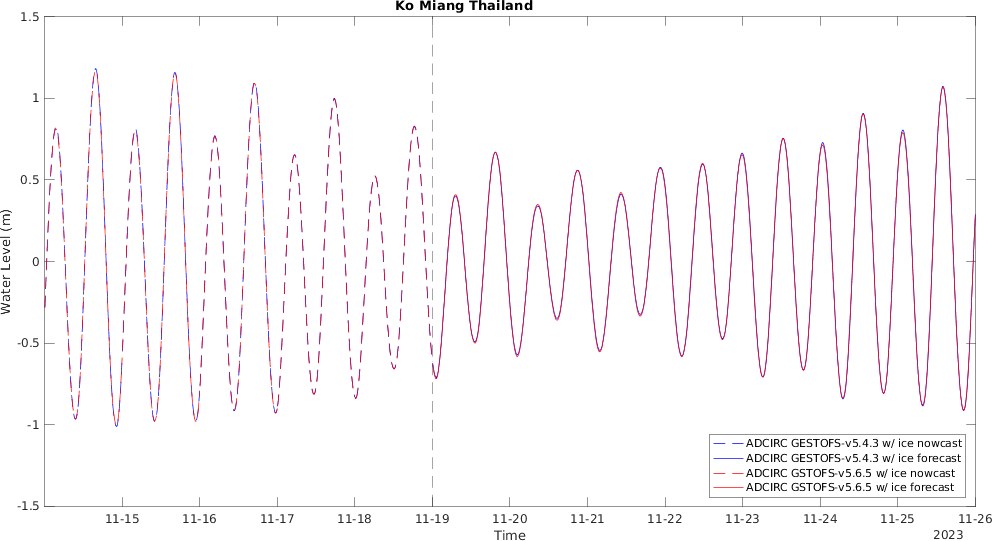 Ko Miang Thailand
1.5
1
0.5
0
-0.5
-1
-1.5
Water Level (m)
11-15 11-16 11-17 11-18 11-19 11-20 11-21 11-22 11-23 11-24 11-25 11-26
Time
2023
ADCIRC GESTOFS-v5.4.3 w/ ice nowcast
ADCIRC GESTOFS-v5.4.3 w/ ice forecast
ADCIRC GSTOFS-v5.6.5 w/ ice nowcast
ADCIRC GSTOFS-v5.6.5 w/ ice forecast